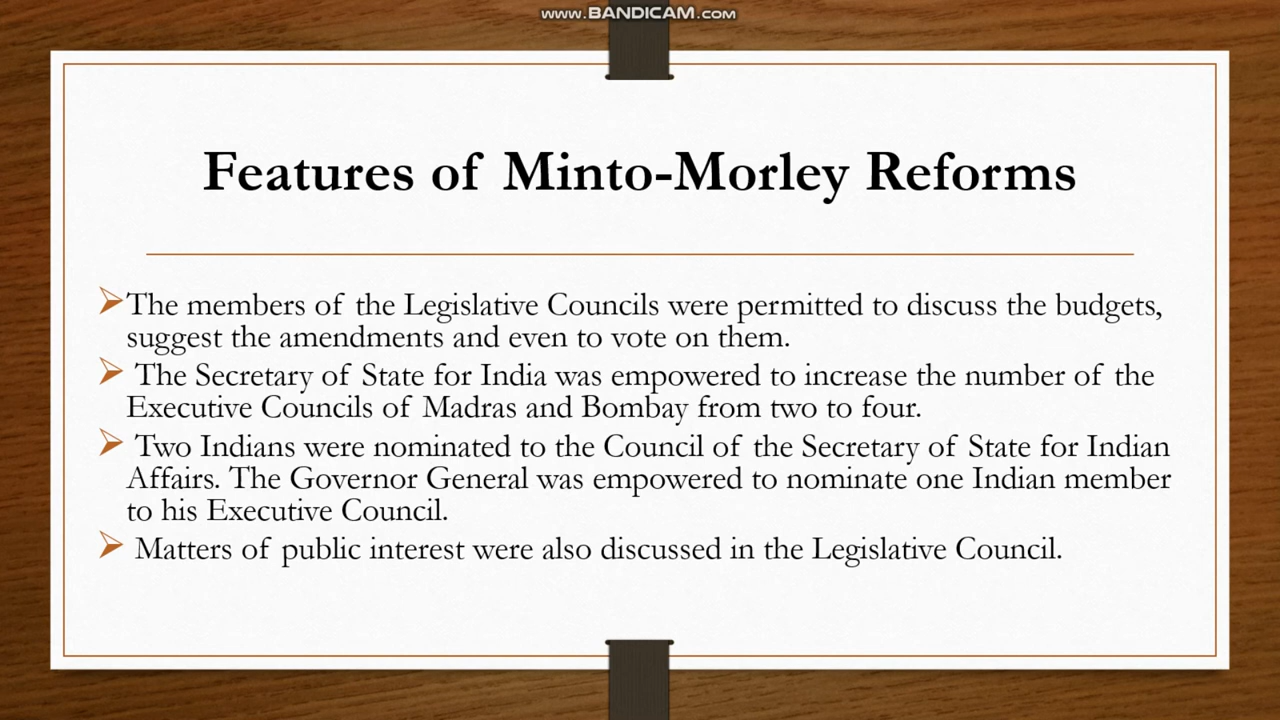 www.BANDICAM.com
Features of Minto-Morley Reforms
The members of the Legislative Councils were permitted to discuss the budgets,
suggest the amendments and even to vote on them.
The Secretary of State for India was empowered to increase the number of the
Executive Councils of Madras and Bombay from two to four.
Two Indians were nominated to the Council of the Secretary of State for Indian
Affairs. The Governor General was empowered to nominate one Indian member
to his Executive Council.
Matters of public interest were also discussed in the Legislative Council.